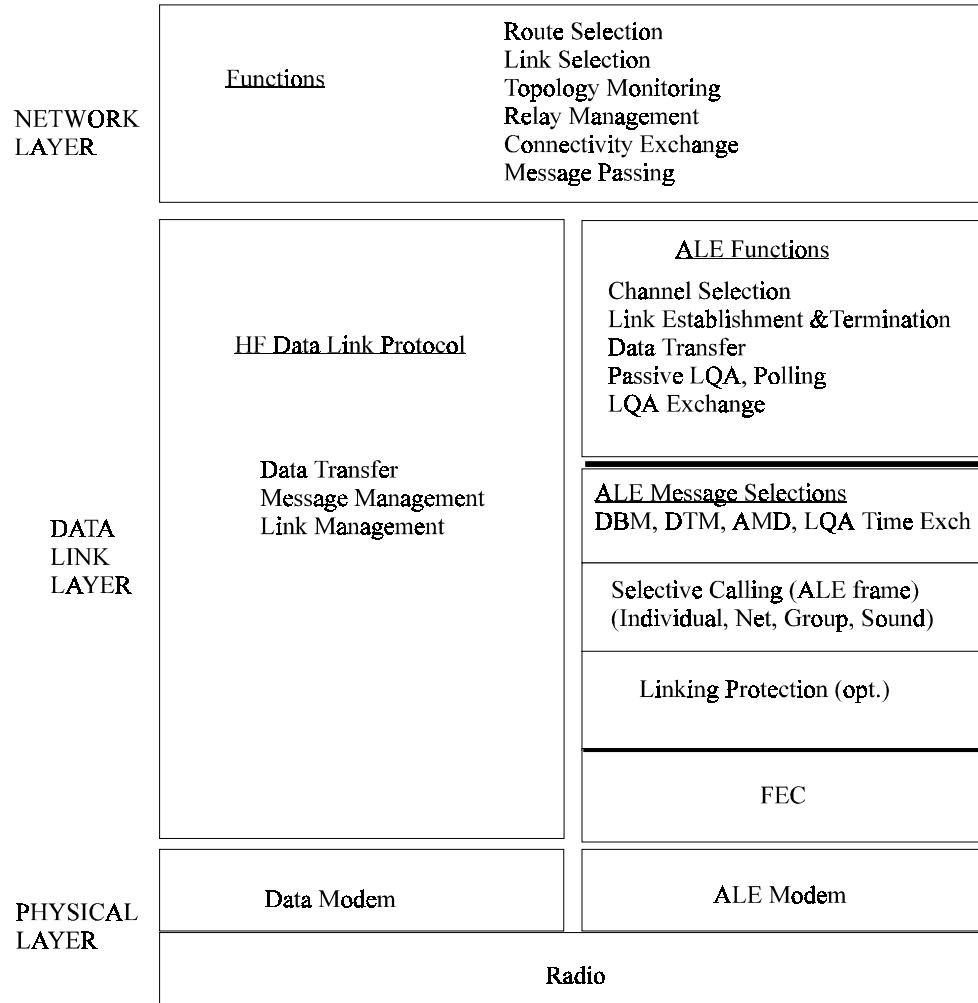 NETWORK
LAYER
Functions
Route Selection
Link Selection
Topology Monitoring
Relay Management
Connectivity Exchange
Message Passing
DATA
LINK
LAYER
HF Data Link Protocol
Data Transfer
Message Management
Link Management
ALE Functions
Channel Selection
Link Establishment &Termination
Data Transfer
Passive LQA, Polling
LQA Exchange
ALE Message Selections
DBM, DTM, AMD, LQA Time Exch
Selective Calling (ALE frame)
(Individual, Net, Group, Sound)
Linking Protection (opt.)
FEC
PHYSICAL
LAYER
Data Modem
ALE Modem
Radio